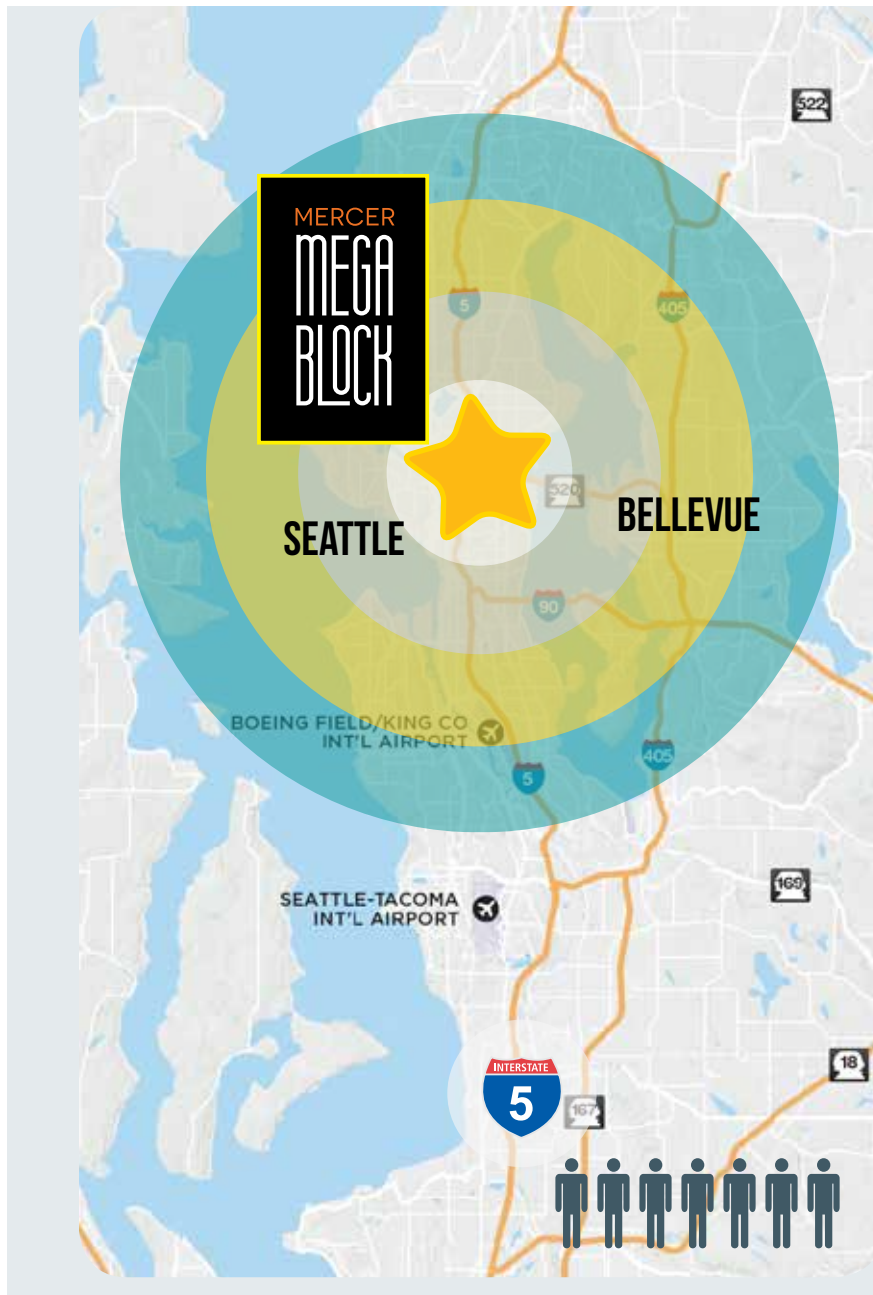 522
MERCER
MEGA
BLOCK
5
405
520
BELLEVUE
SEATTLE
90
BOEING FIELD/KING CO
INT'L AIRPORT
405
5
169
SEATTLE-TACOMA
INT'L AIRPORT
18
INTERSTATE
5
167